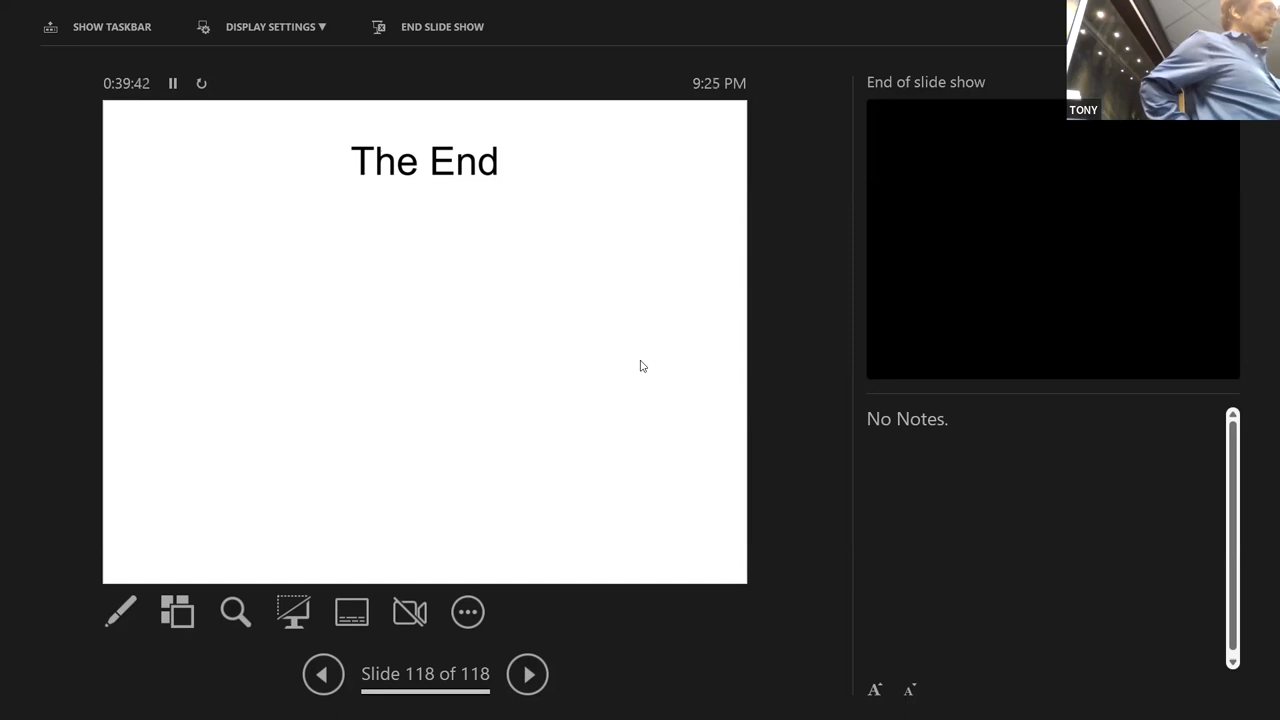 SHOW TASKBAR
DISPLAY SETTINGS ▼
END SLIDE SHOW
TONY
0:39:42
9:25 PM
End of slide show
The End
No Notes.
Slide 118 of 118
A A